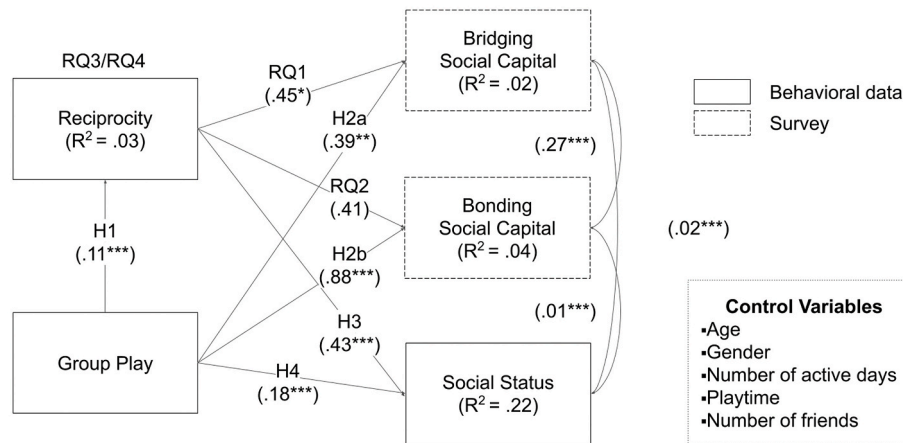 RQ3/RQ4
Reciprocity
(R² = .03)
H1
(.11***)
Group Play
RQ1
(.45*)
H2a
(.39**)
RQ2
(.41)
H2b
(.88***)
H3
(.43***)
H4
(.18***)
Bridging
Social Capital
(R² = .02)
Bonding
Social Capital
(R² = .04)
Social Status
(R² = .22)
(.27***)
(.01***)
(.02***)
Behavioral data
Survey
Control Variables
▪Age
▪Gender
▪Number of active days
▪Playtime
▪Number of friends